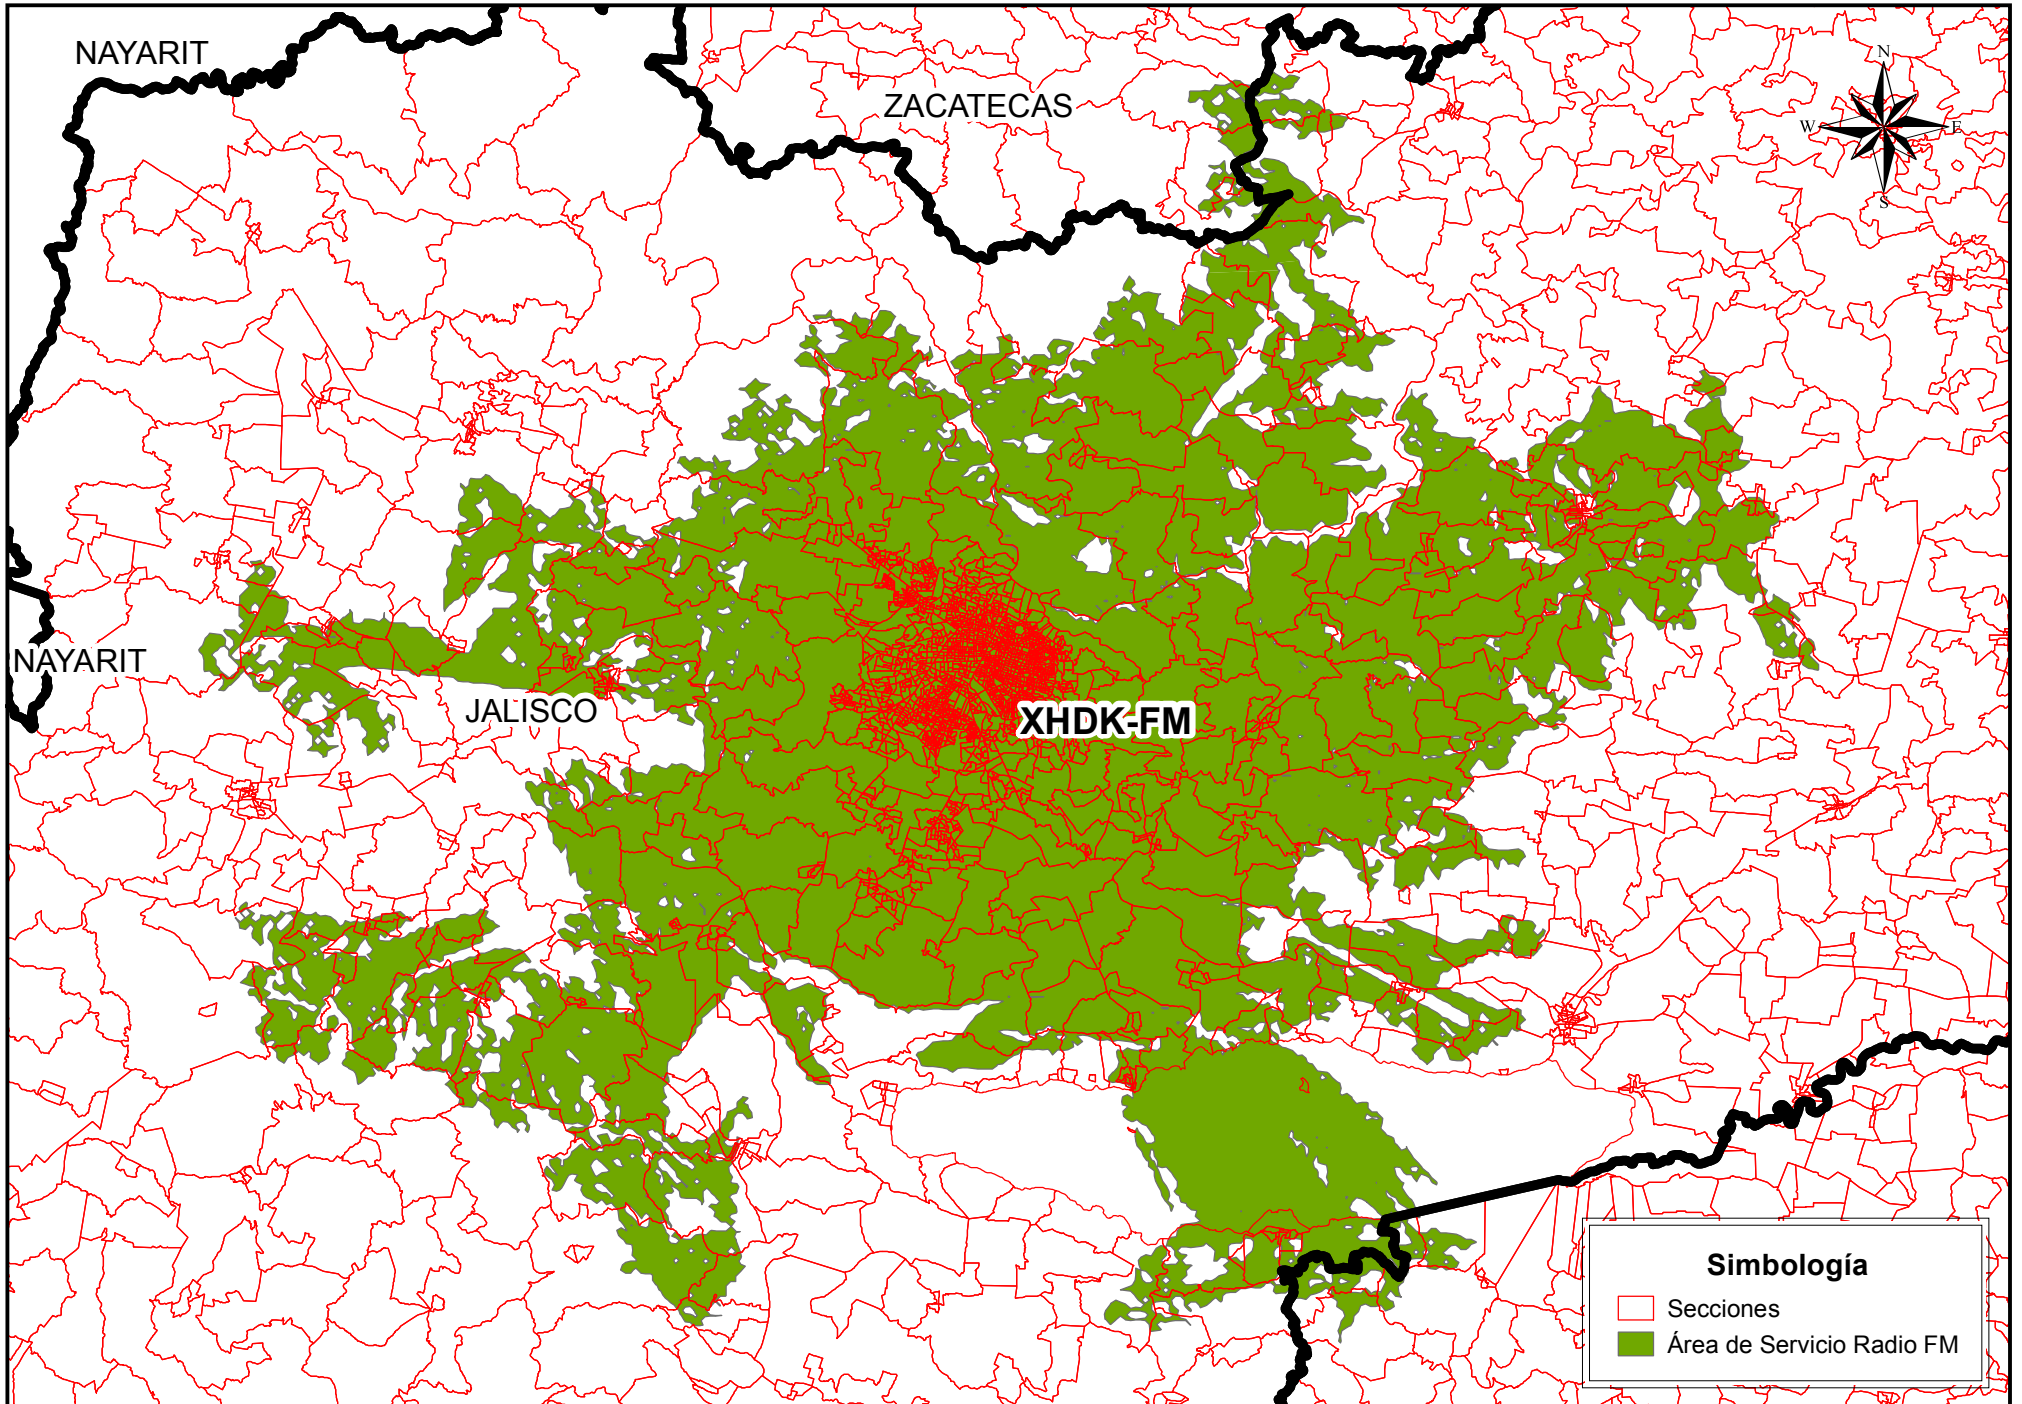 NAYARIT
ZACATECAS
N
W
E
S
NAYARIT
JALISCO
XHDK-FM
Simbología
Secciones
Área de Servicio Radio FM